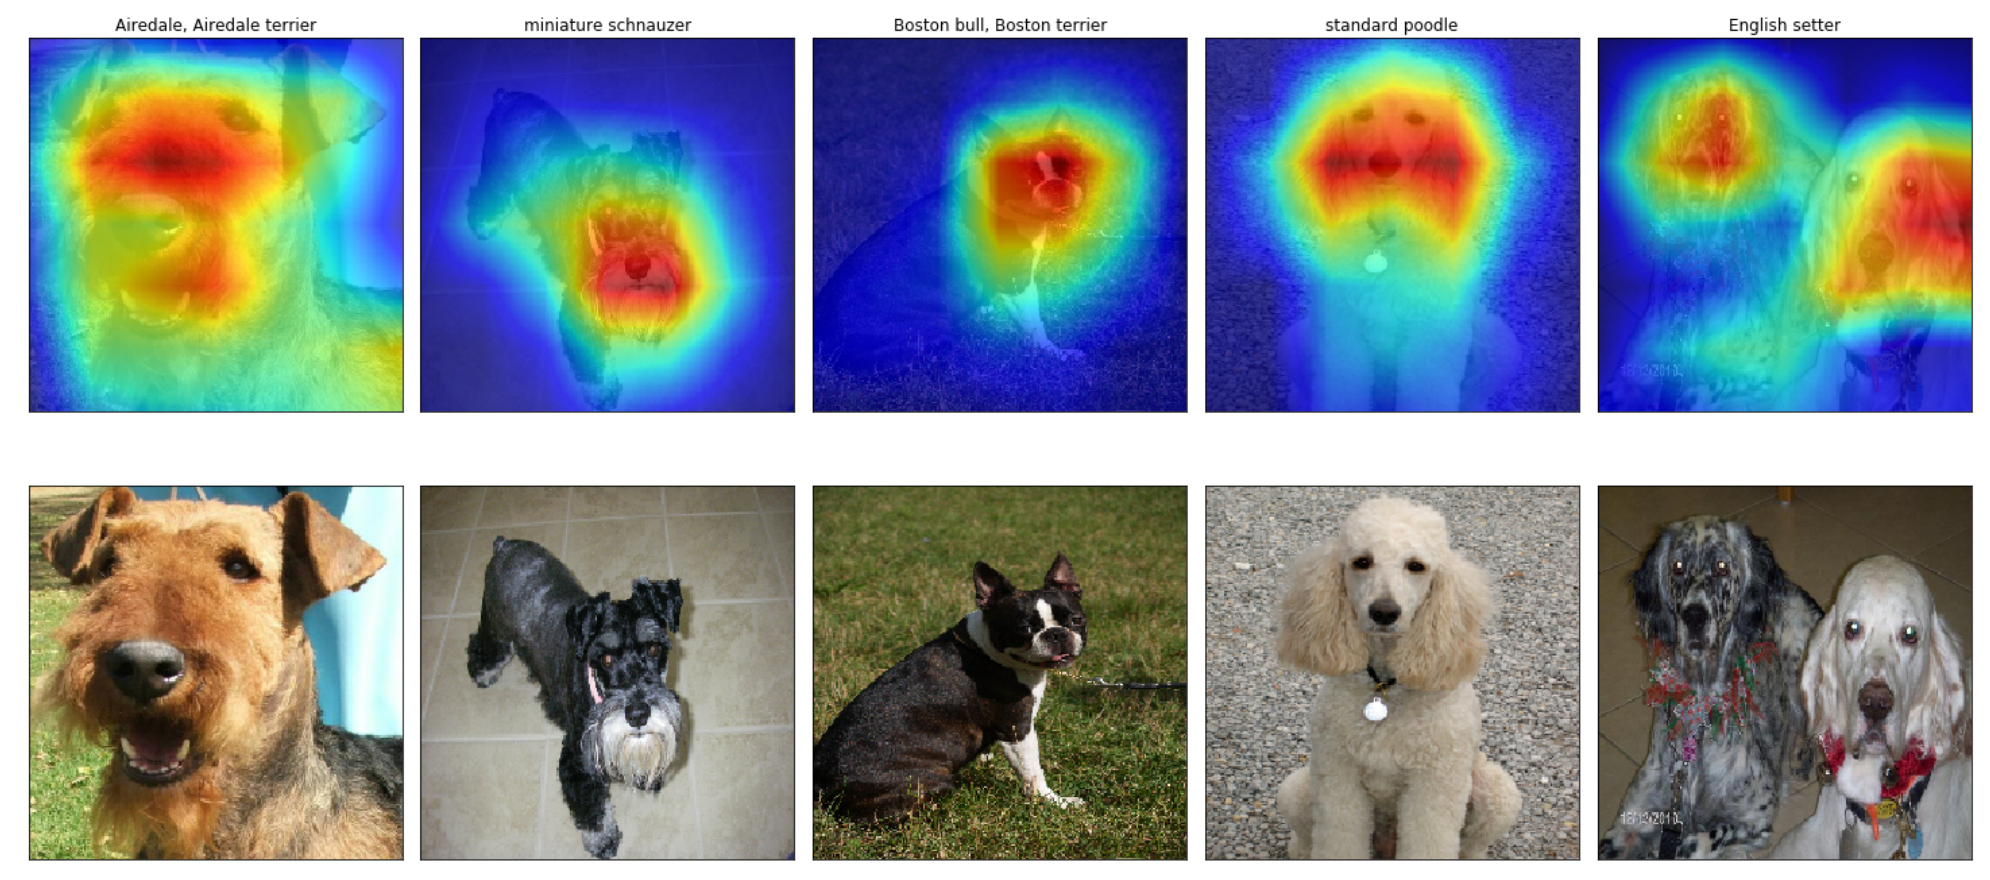 Airedale, Airedale terrier
miniature schnauzer
Boston bull, Boston terrier
standard poodle
English setter